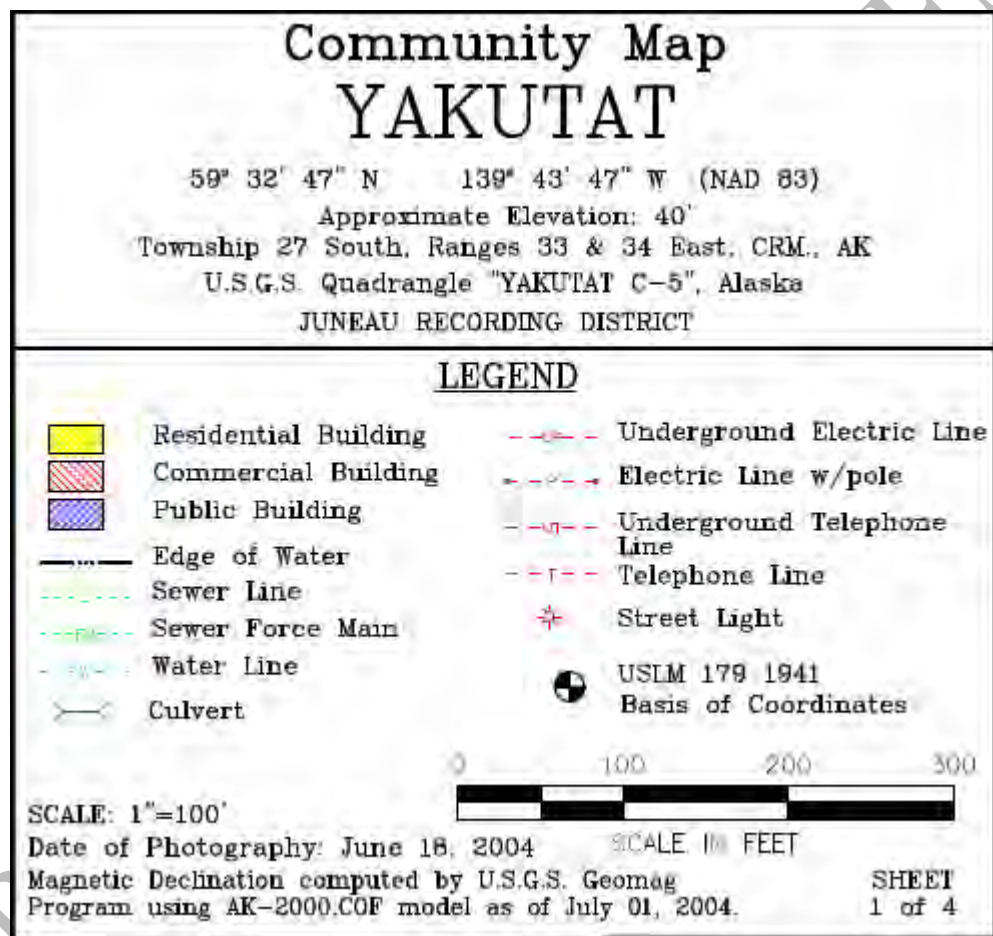 Community Map
YAKUTAT
59° 32' 47" N 139° 43' 47" W (NAD 83)
Approximate Elevation: 40'
Township 27 South, Ranges 33 & 34 East, CRM., AK
U.S.G.S. Quadrangle "YAKUTAT C-5", Alaska
JUNEAU RECORDING DISTRICT
LEGEND
Residential Building
Commercial Building
Public Building
Edge of Water
Sewer Line
Sewer Force Main
Water Line
Culvert
Underground Electric Line
Electric Line w/pole
Underground Telephone
Line
Telephone Line
Street Light
USLM 179 1941
Basis of Coordinates
0 100 200 300
SCALE IN FEET
SCALE: 1"=100'
Date of Photography: June 18, 2004
Magnetic Declination computed by U.S.G.S. Geomag
Program using AK-2000.COF model as of July 01, 2004.
SHEET
1 of 4